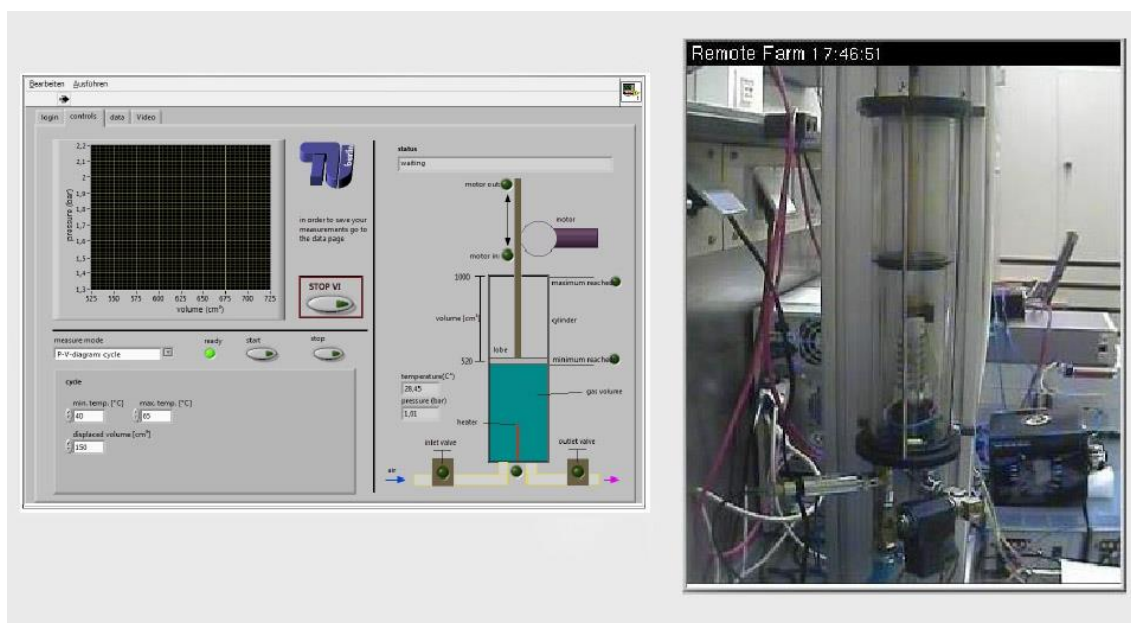 Remote Farm 17:46:51
Bearbeiten Ausführen
login controls data Video
2,2
2,1
2
1,9
1,8
1,7
1,6
1,5
1,4
1,3
pressure (bar)
525 550 575 600 625 650 675 700 725
volume (cm³)
TU
berlin
in order to save your
measurements go to
the data page
STOP VI
measure mode
P-V-diagram cycle
ready
start
stop
cycle
min. temp. [°C] max. temp. [°C]
40 65
displaced volume [cm³]
150
status
waiting
motor out
motor
motor in
1000
maximum reached
volume [cm³]
cylinder
lobe
520
minimum reached
temperature(C°)
28,45
gas volume
pressure (bar)
1,01
heater
inlet valve
outlet valve
air